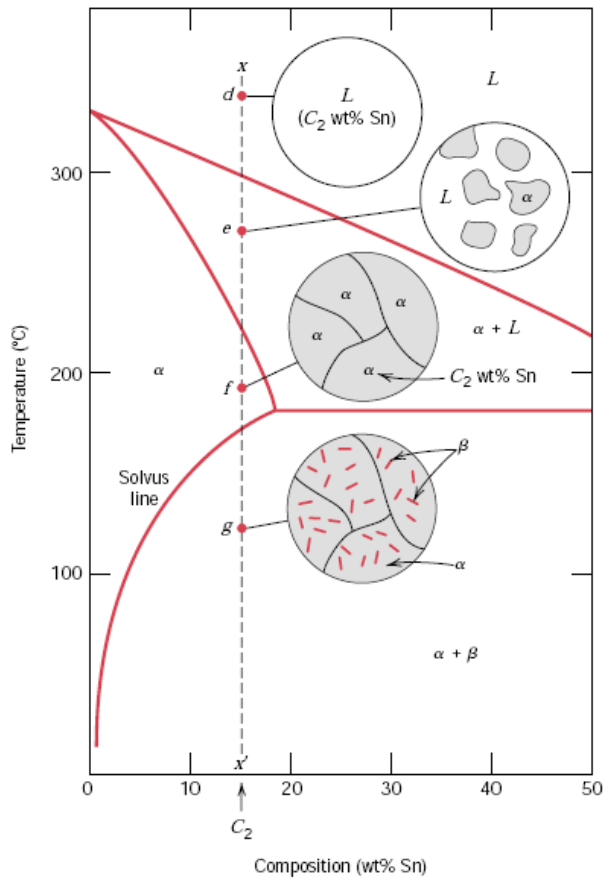 x
d
L
(C₂ wt% Sn)
L
300
L
α
e
α
α
α
α + L
α
200
α
f
C₂ wt% Sn
Temperature (°C)
β
Solvus
line
g
100
α
α + β
x′
0
10
20
30
40
50
C₂
Composition (wt% Sn)